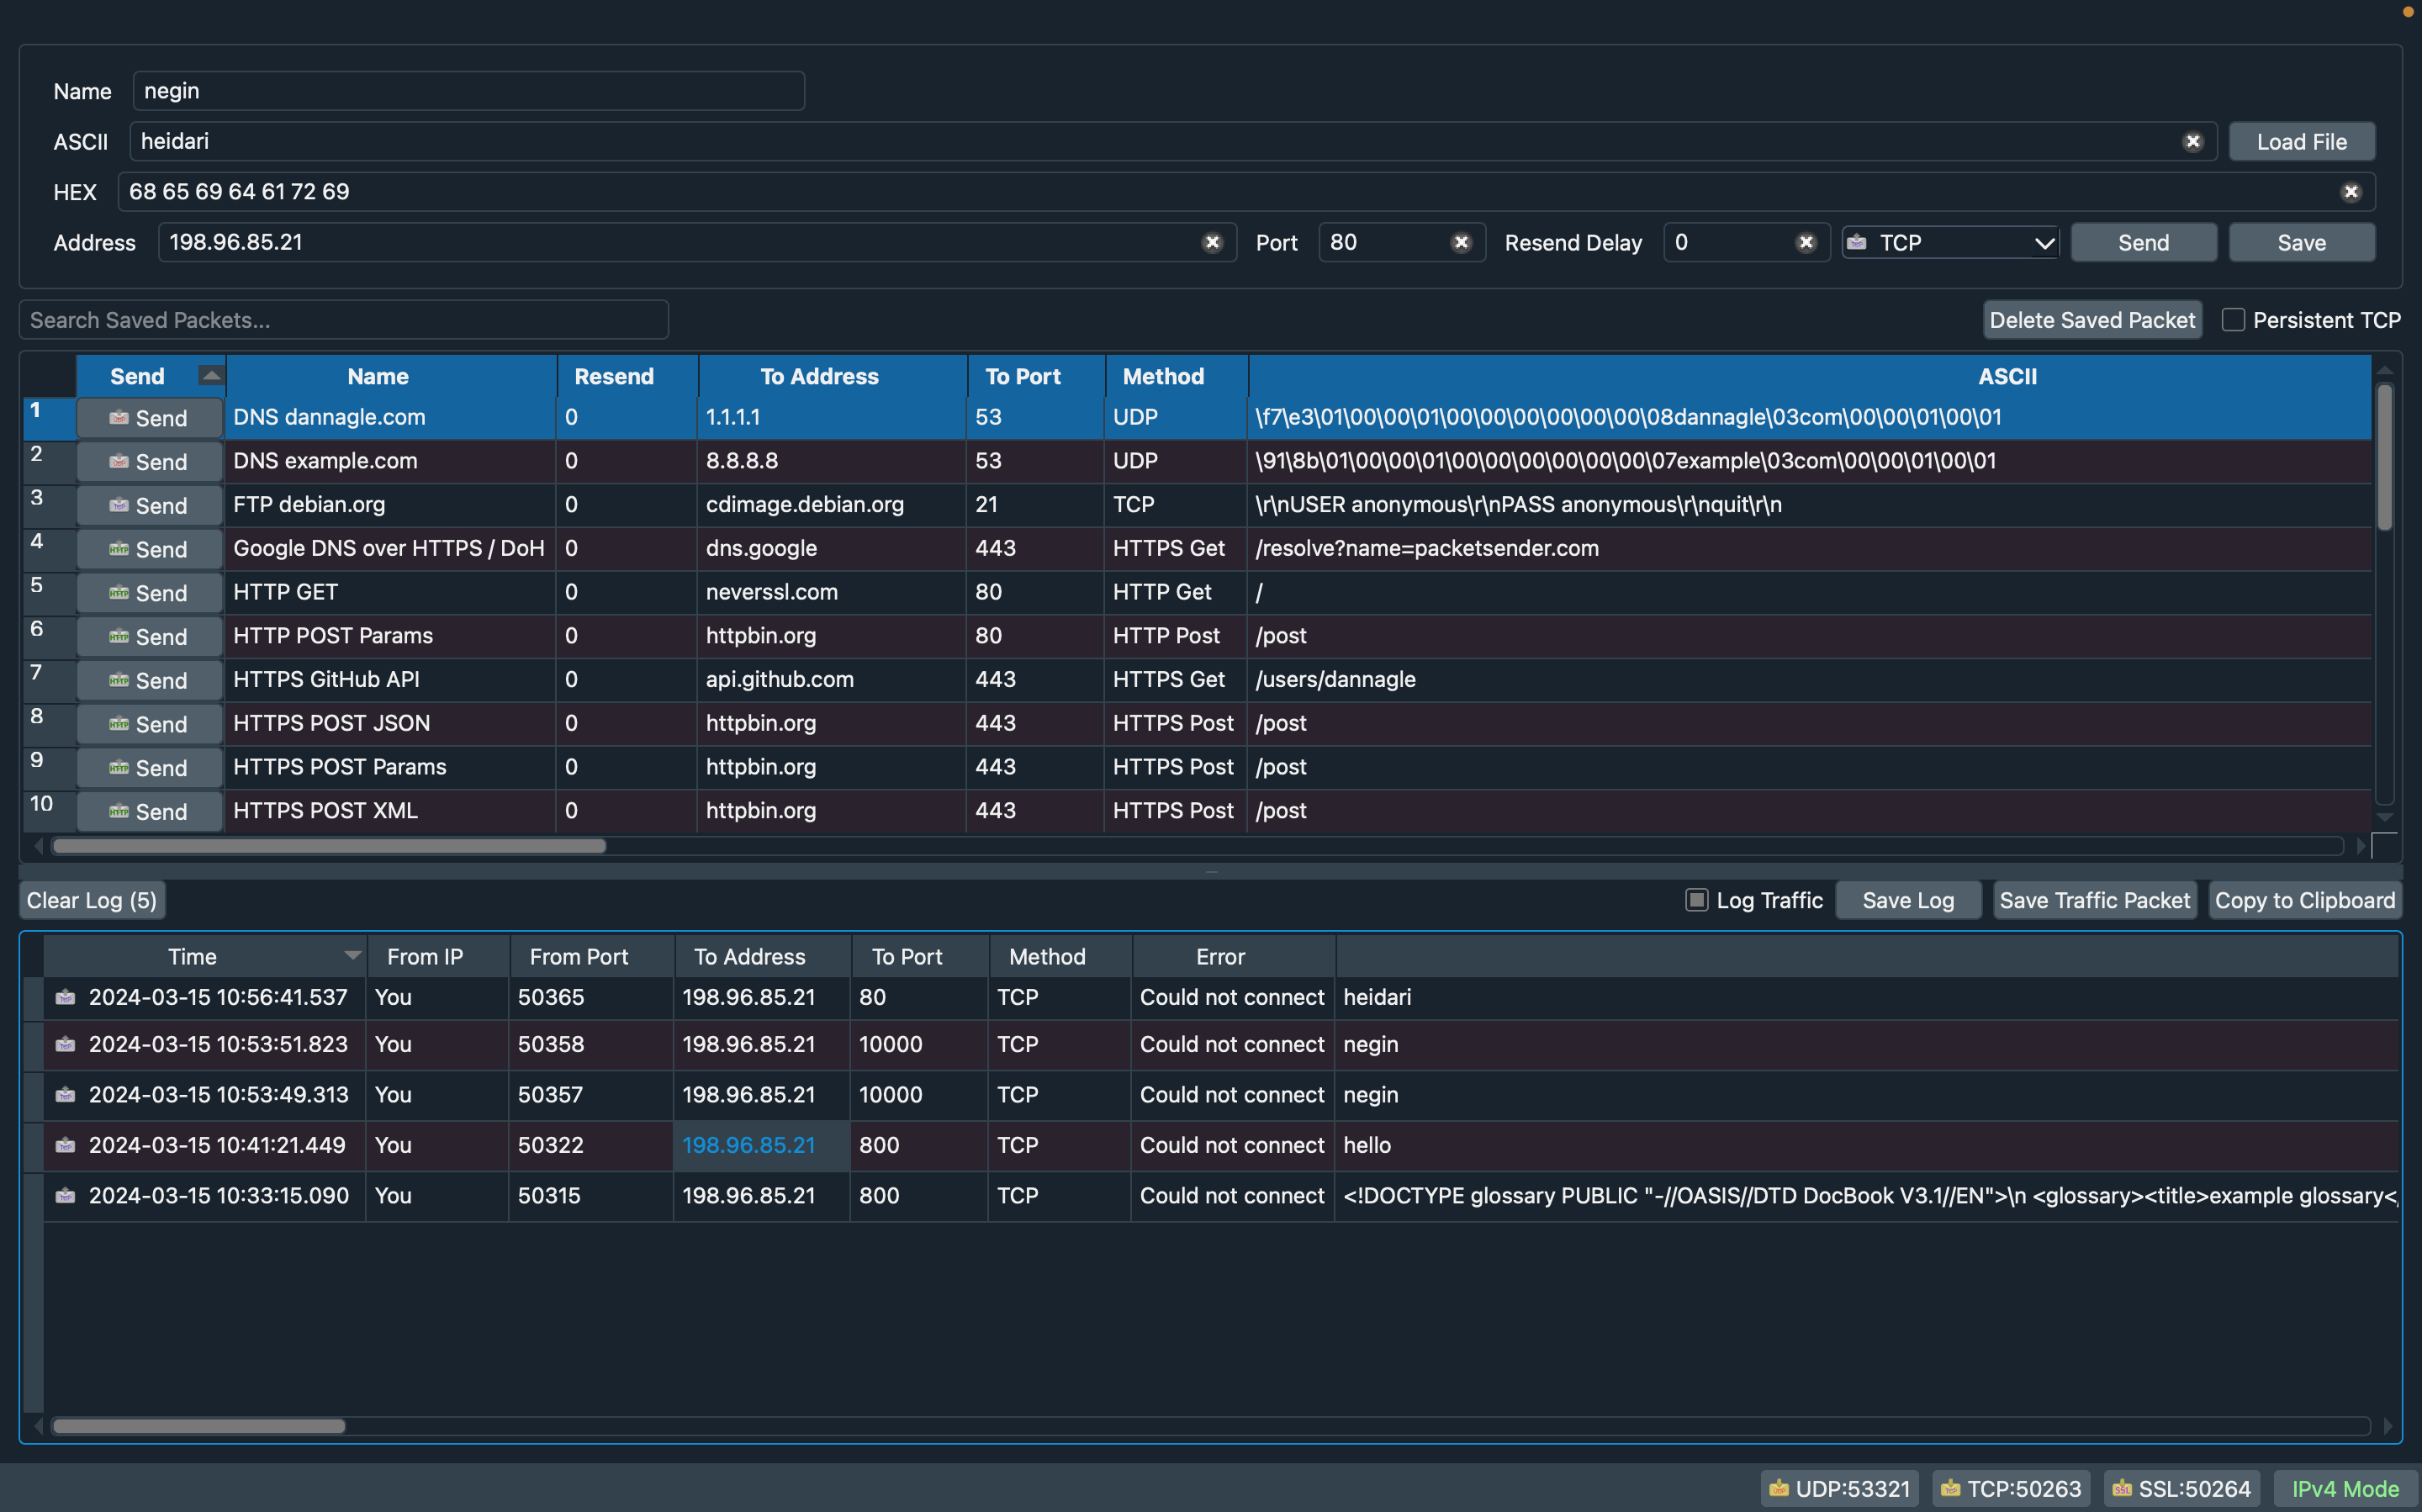 Name negin
ASCII heidari Load File
HEX 68 65 69 64 61 72 69
Address 198.96.85.21 Port 80 Resend Delay 0 TCP Send Save
Search Saved Packets... Delete Saved Packet Persistent TCP
Send Name Resend To Address To Port Method ASCII
1 Send DNS dannagle.com 0 1.1.1.1 53 UDP \f7\e3\01\00\00\01\00\00\00\00\00\00\08dannagle\03com\00\00\01\00\01
2 Send DNS example.com 0 8.8.8.8 53 UDP \91\8b\01\00\00\01\00\00\00\00\00\00\07example\03com\00\00\01\00\01
3 Send FTP debian.org 0 cdimage.debian.org 21 TCP \r\nUSER anonymous\r\nPASS anonymous\r\nquit\r\n
4 Send Google DNS over HTTPS / DoH 0 dns.google 443 HTTPS Get /resolve?name=packetsender.com
5 Send HTTP GET 0 neverssl.com 80 HTTP Get /
6 Send HTTP POST Params 0 httpbin.org 80 HTTP Post /post
7 Send HTTPS GitHub API 0 api.github.com 443 HTTPS Get /users/dannagle
8 Send HTTPS POST JSON 0 httpbin.org 443 HTTPS Post /post
9 Send HTTPS POST Params 0 httpbin.org 443 HTTPS Post /post
10 Send HTTPS POST XML 0 httpbin.org 443 HTTPS Post /post
Clear Log (5) Log Traffic Save Log Save Traffic Packet Copy to Clipboard
Time From IP From Port To Address To Port Method Error
2024-03-15 10:56:41.537 You 50365 198.96.85.21 80 TCP Could not connect heidari
2024-03-15 10:53:51.823 You 50358 198.96.85.21 10000 TCP Could not connect negin
2024-03-15 10:53:49.313 You 50357 198.96.85.21 10000 TCP Could not connect negin
2024-03-15 10:41:21.449 You 50322 198.96.85.21 800 TCP Could not connect hello
2024-03-15 10:33:15.090 You 50315 198.96.85.21 800 TCP Could not connect <!DOCTYPE glossary PUBLIC "-//OASIS//DTD DocBook V3.1//EN">\n <glossary><title>example glossary<
UDP:53321 TCP:50263 SSL:50264 IPv4 Mode